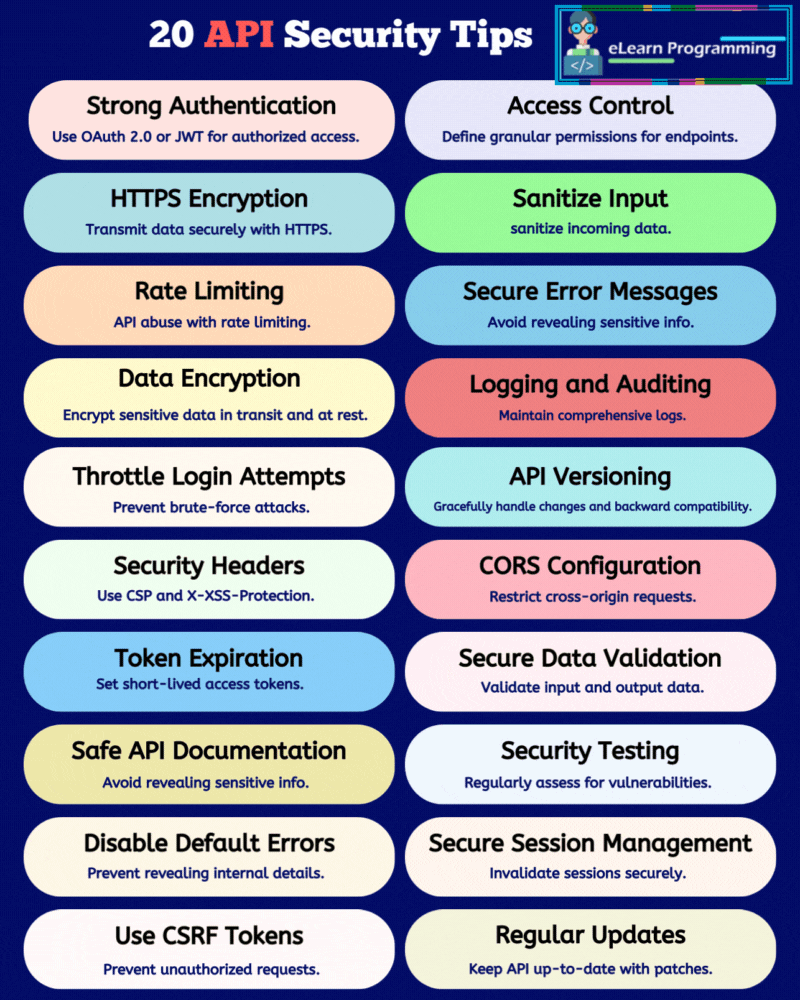 20 API Security Tips
eLearn Programming
</>
Strong Authentication
Use OAuth 2.0 or JWT for authorized access.
Access Control
Define granular permissions for endpoints.
HTTPS Encryption
Transmit data securely with HTTPS.
Sanitize Input
sanitize incoming data.
Rate Limiting
API abuse with rate limiting.
Secure Error Messages
Avoid revealing sensitive info.
Data Encryption
Encrypt sensitive data in transit and at rest.
Logging and Auditing
Maintain comprehensive logs.
Throttle Login Attempts
Prevent brute-force attacks.
API Versioning
Gracefully handle changes and backward compatibility.
Security Headers
Use CSP and X-XSS-Protection.
CORS Configuration
Restrict cross-origin requests.
Token Expiration
Set short-lived access tokens.
Secure Data Validation
Validate input and output data.
Safe API Documentation
Avoid revealing sensitive info.
Security Testing
Regularly assess for vulnerabilities.
Disable Default Errors
Prevent revealing internal details.
Secure Session Management
Invalidate sessions securely.
Use CSRF Tokens
Prevent unauthorized requests.
Regular Updates
Keep API up-to-date with patches.